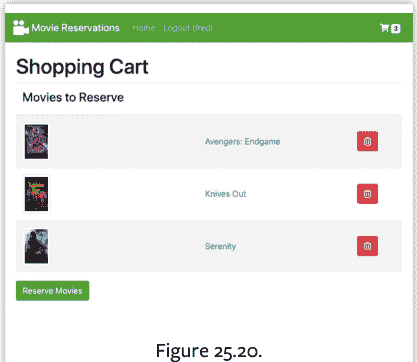 Movie Reservations Home Logout (fred) 3
Shopping Cart
Movies to Reserve
Avengers: Endgame
Knives Out
Serenity
Reserve Movies
Figure 25.20.